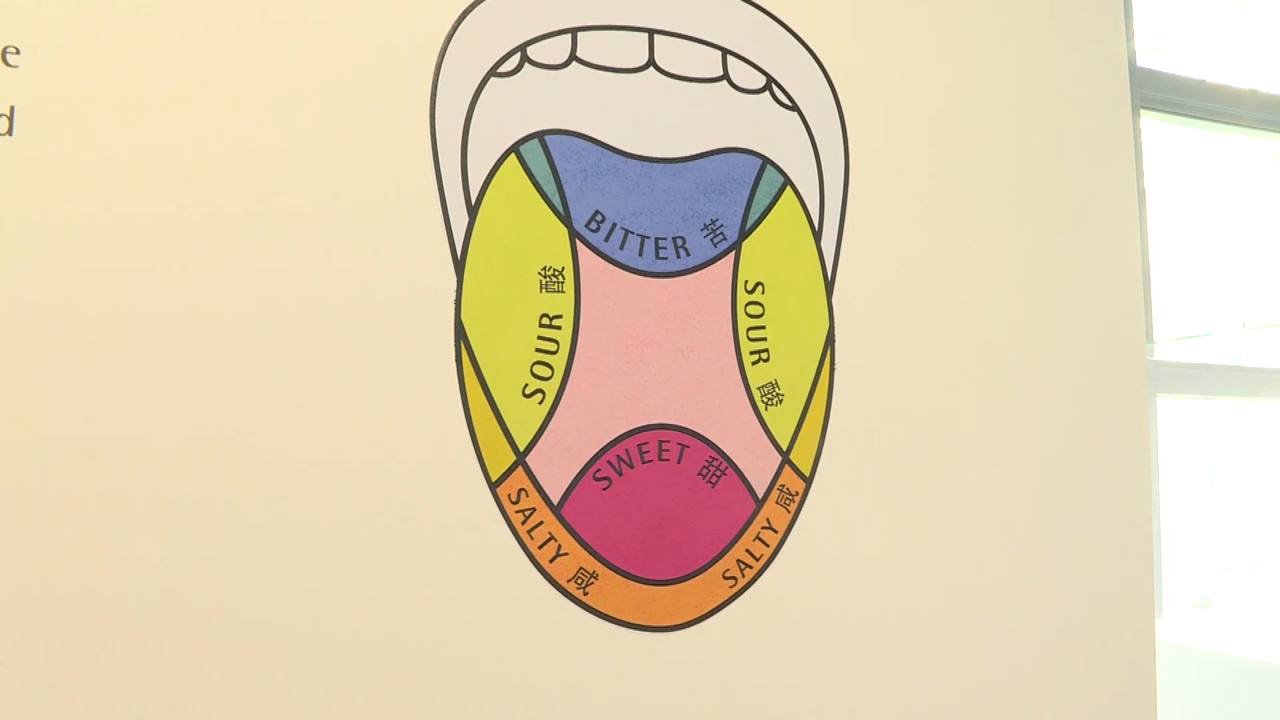 e
d
BITTER 苦
SOUR 酸
SOUR 酸
SWEET 甜
SALTY 咸
SALTY 咸